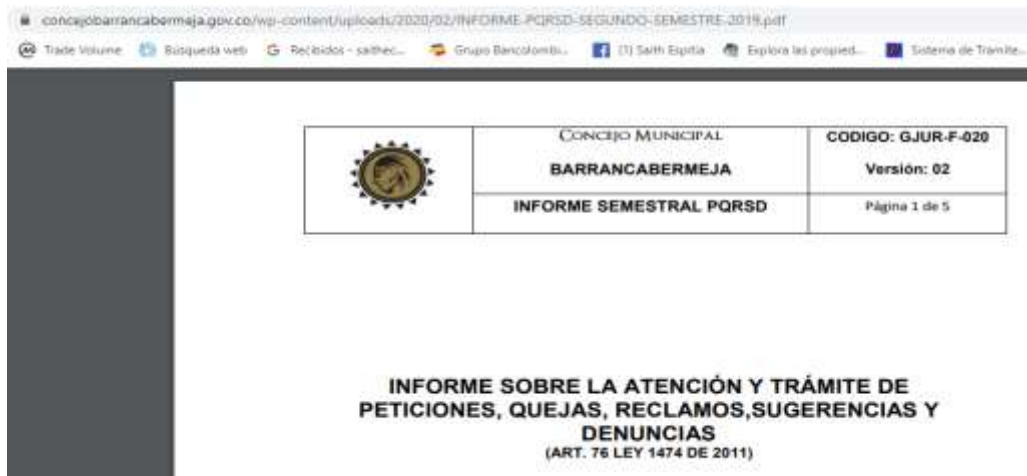 concejobarrancabermeja.gov.co/wp-content/uploads/2020/02/INFORME-PQRSD-SEGUNDO-SEMESTRE-2019.pdf
Trade Volume Búsqueda web Recibidos - saithec... Grupo Bancolombi... (1) Saith Espitia Explora las propied... Sistema de Tramite...
CONCEJO MUNICIPAL
BARRANCABERMEJA
CODIGO: GJUR-F-020
Versión: 02
INFORME SEMESTRAL PQRSD
Página 1 de 5
INFORME SOBRE LA ATENCIÓN Y TRÁMITE DE
PETICIONES, QUEJAS, RECLAMOS,SUGERENCIAS Y
DENUNCIAS
(ART. 76 LEY 1474 DE 2011)